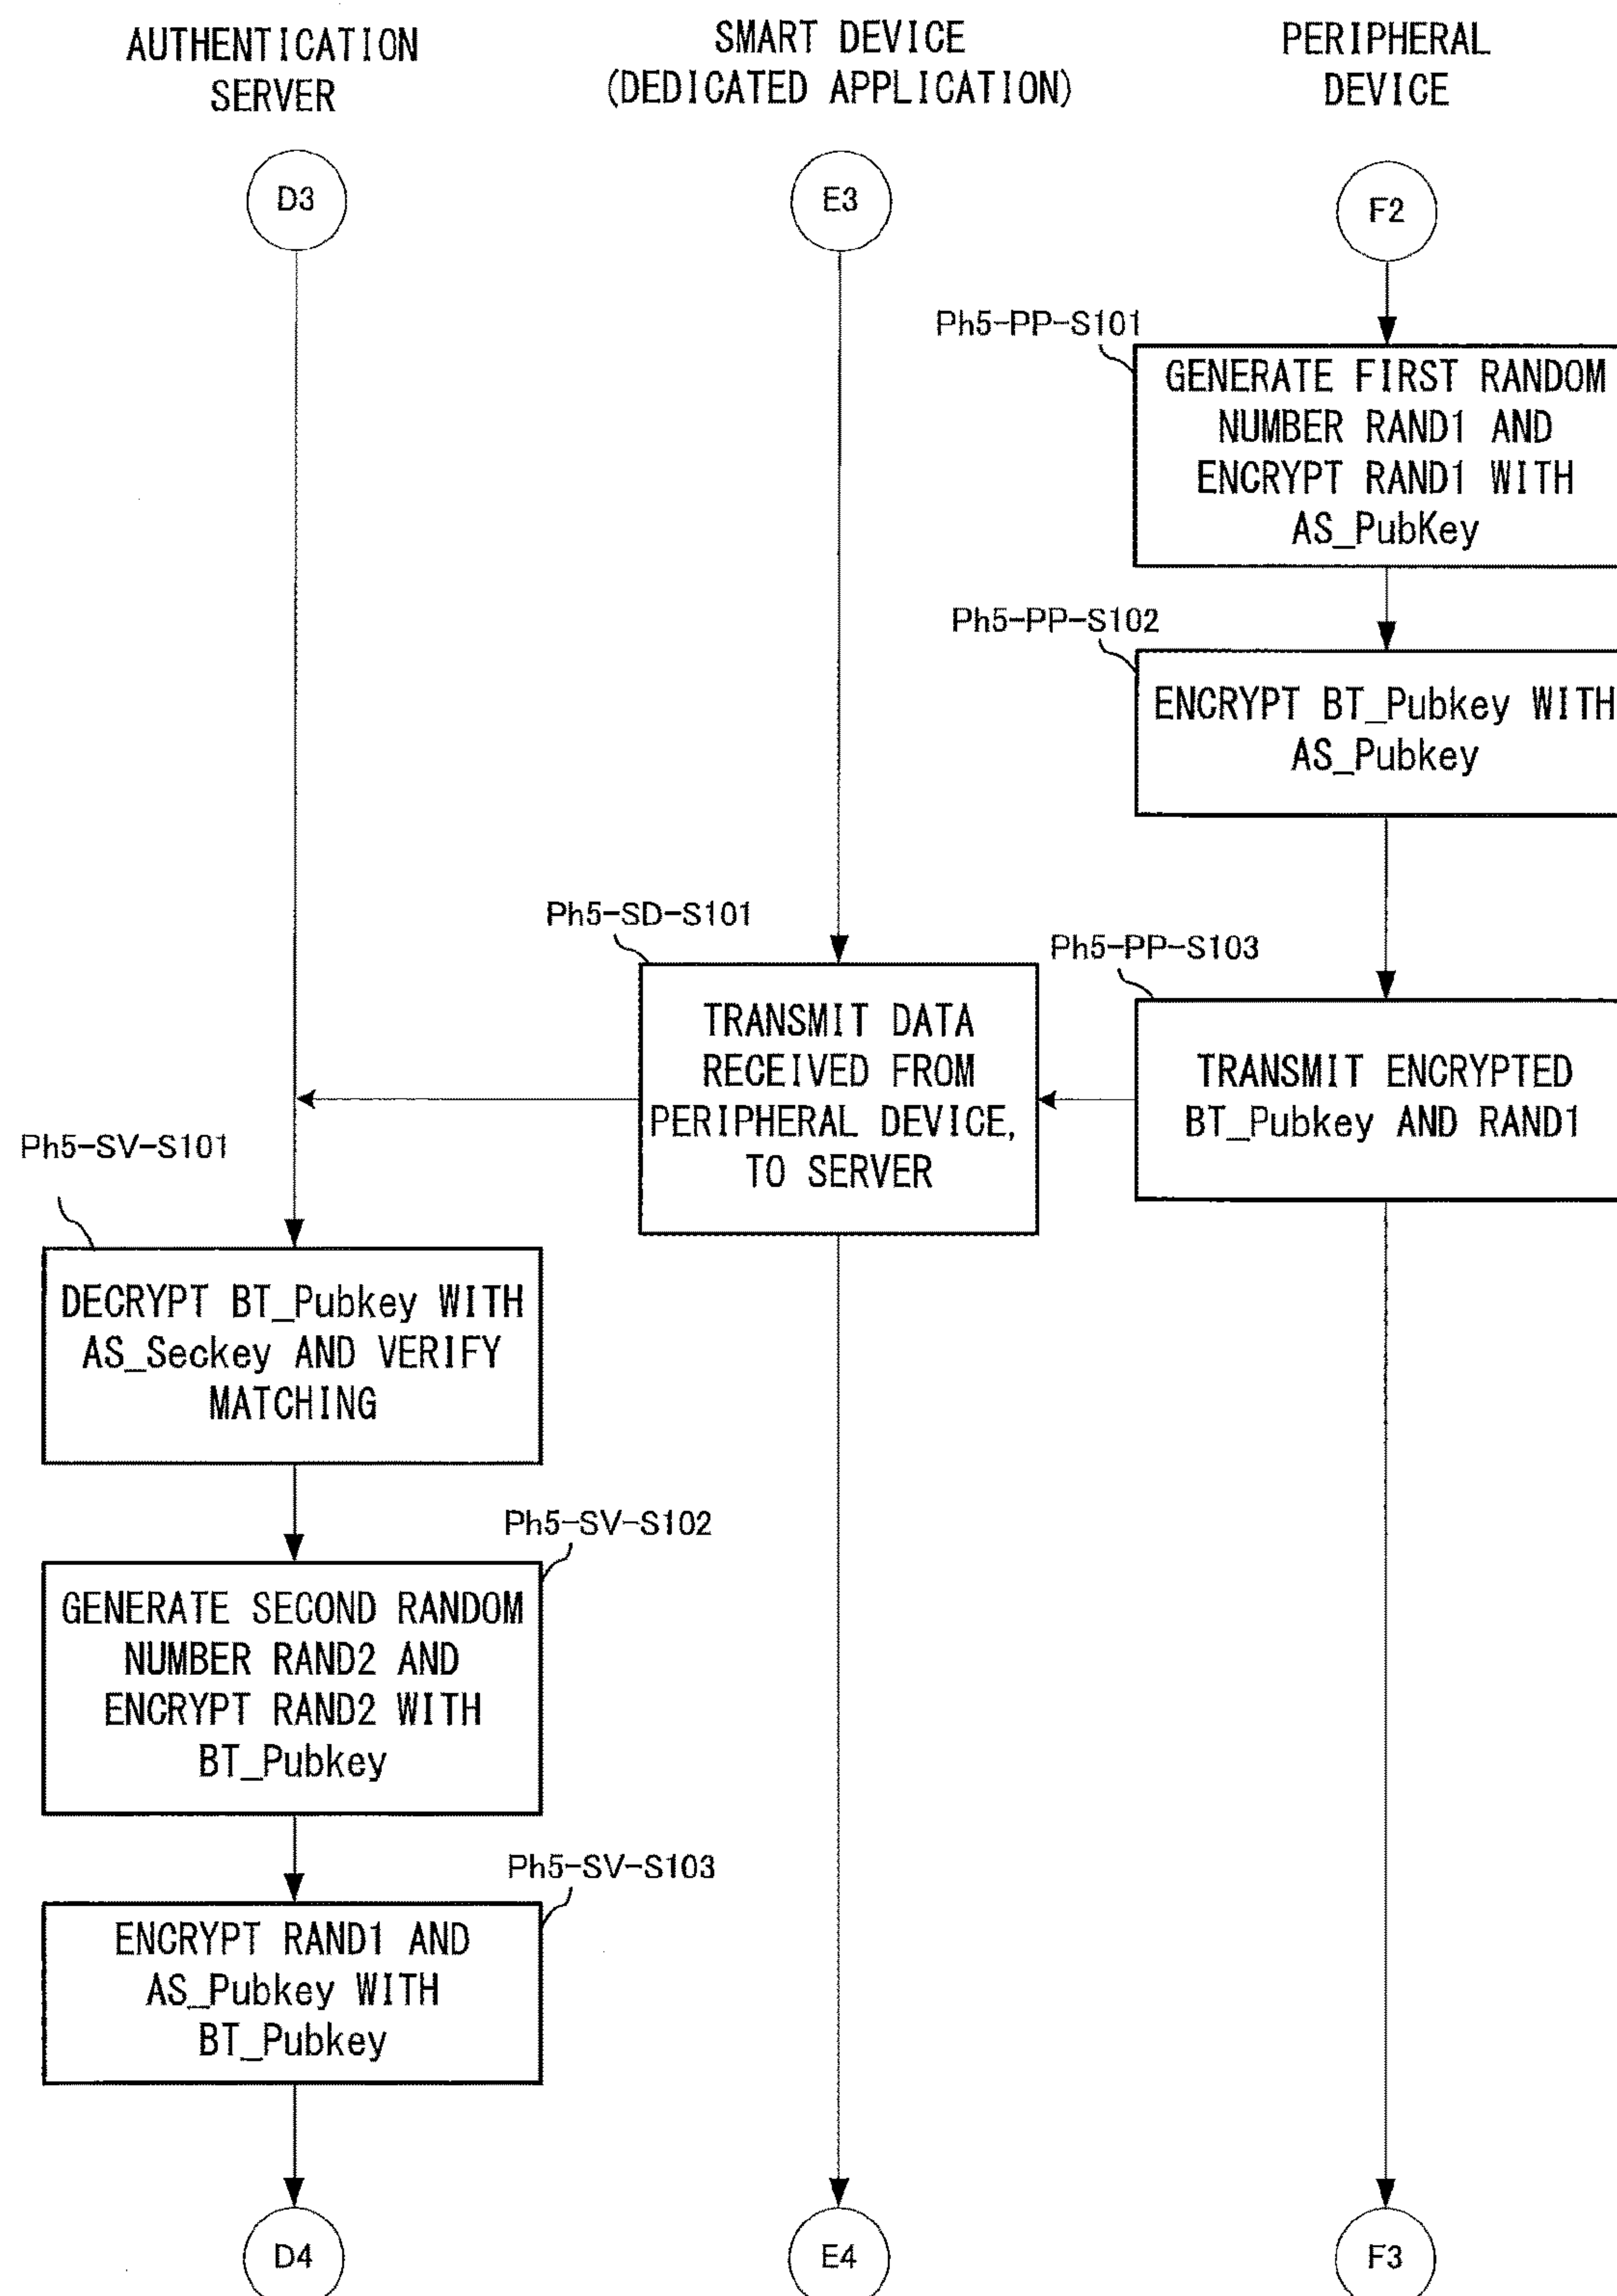 AUTHENTICATION
SERVER
SMART DEVICE
(DEDICATED APPLICATION)
PERIPHERAL
DEVICE
D3
E3
F2
Ph5-PP-S101
GENERATE FIRST RANDOM
NUMBER RAND1 AND
ENCRYPT RAND1 WITH
AS_PubKey
Ph5-PP-S102
ENCRYPT BT_Pubkey WITH
AS_Pubkey
Ph5-SD-S101
TRANSMIT DATA
RECEIVED FROM
PERIPHERAL DEVICE,
TO SERVER
Ph5-PP-S103
TRANSMIT ENCRYPTED
BT_Pubkey AND RAND1
Ph5-SV-S101
DECRYPT BT_Pubkey WITH
AS_Seckey AND VERIFY
MATCHING
Ph5-SV-S102
GENERATE SECOND RANDOM
NUMBER RAND2 AND
ENCRYPT RAND2 WITH
BT_Pubkey
Ph5-SV-S103
ENCRYPT RAND1 AND
AS_Pubkey WITH
BT_Pubkey
D4
E4
F3